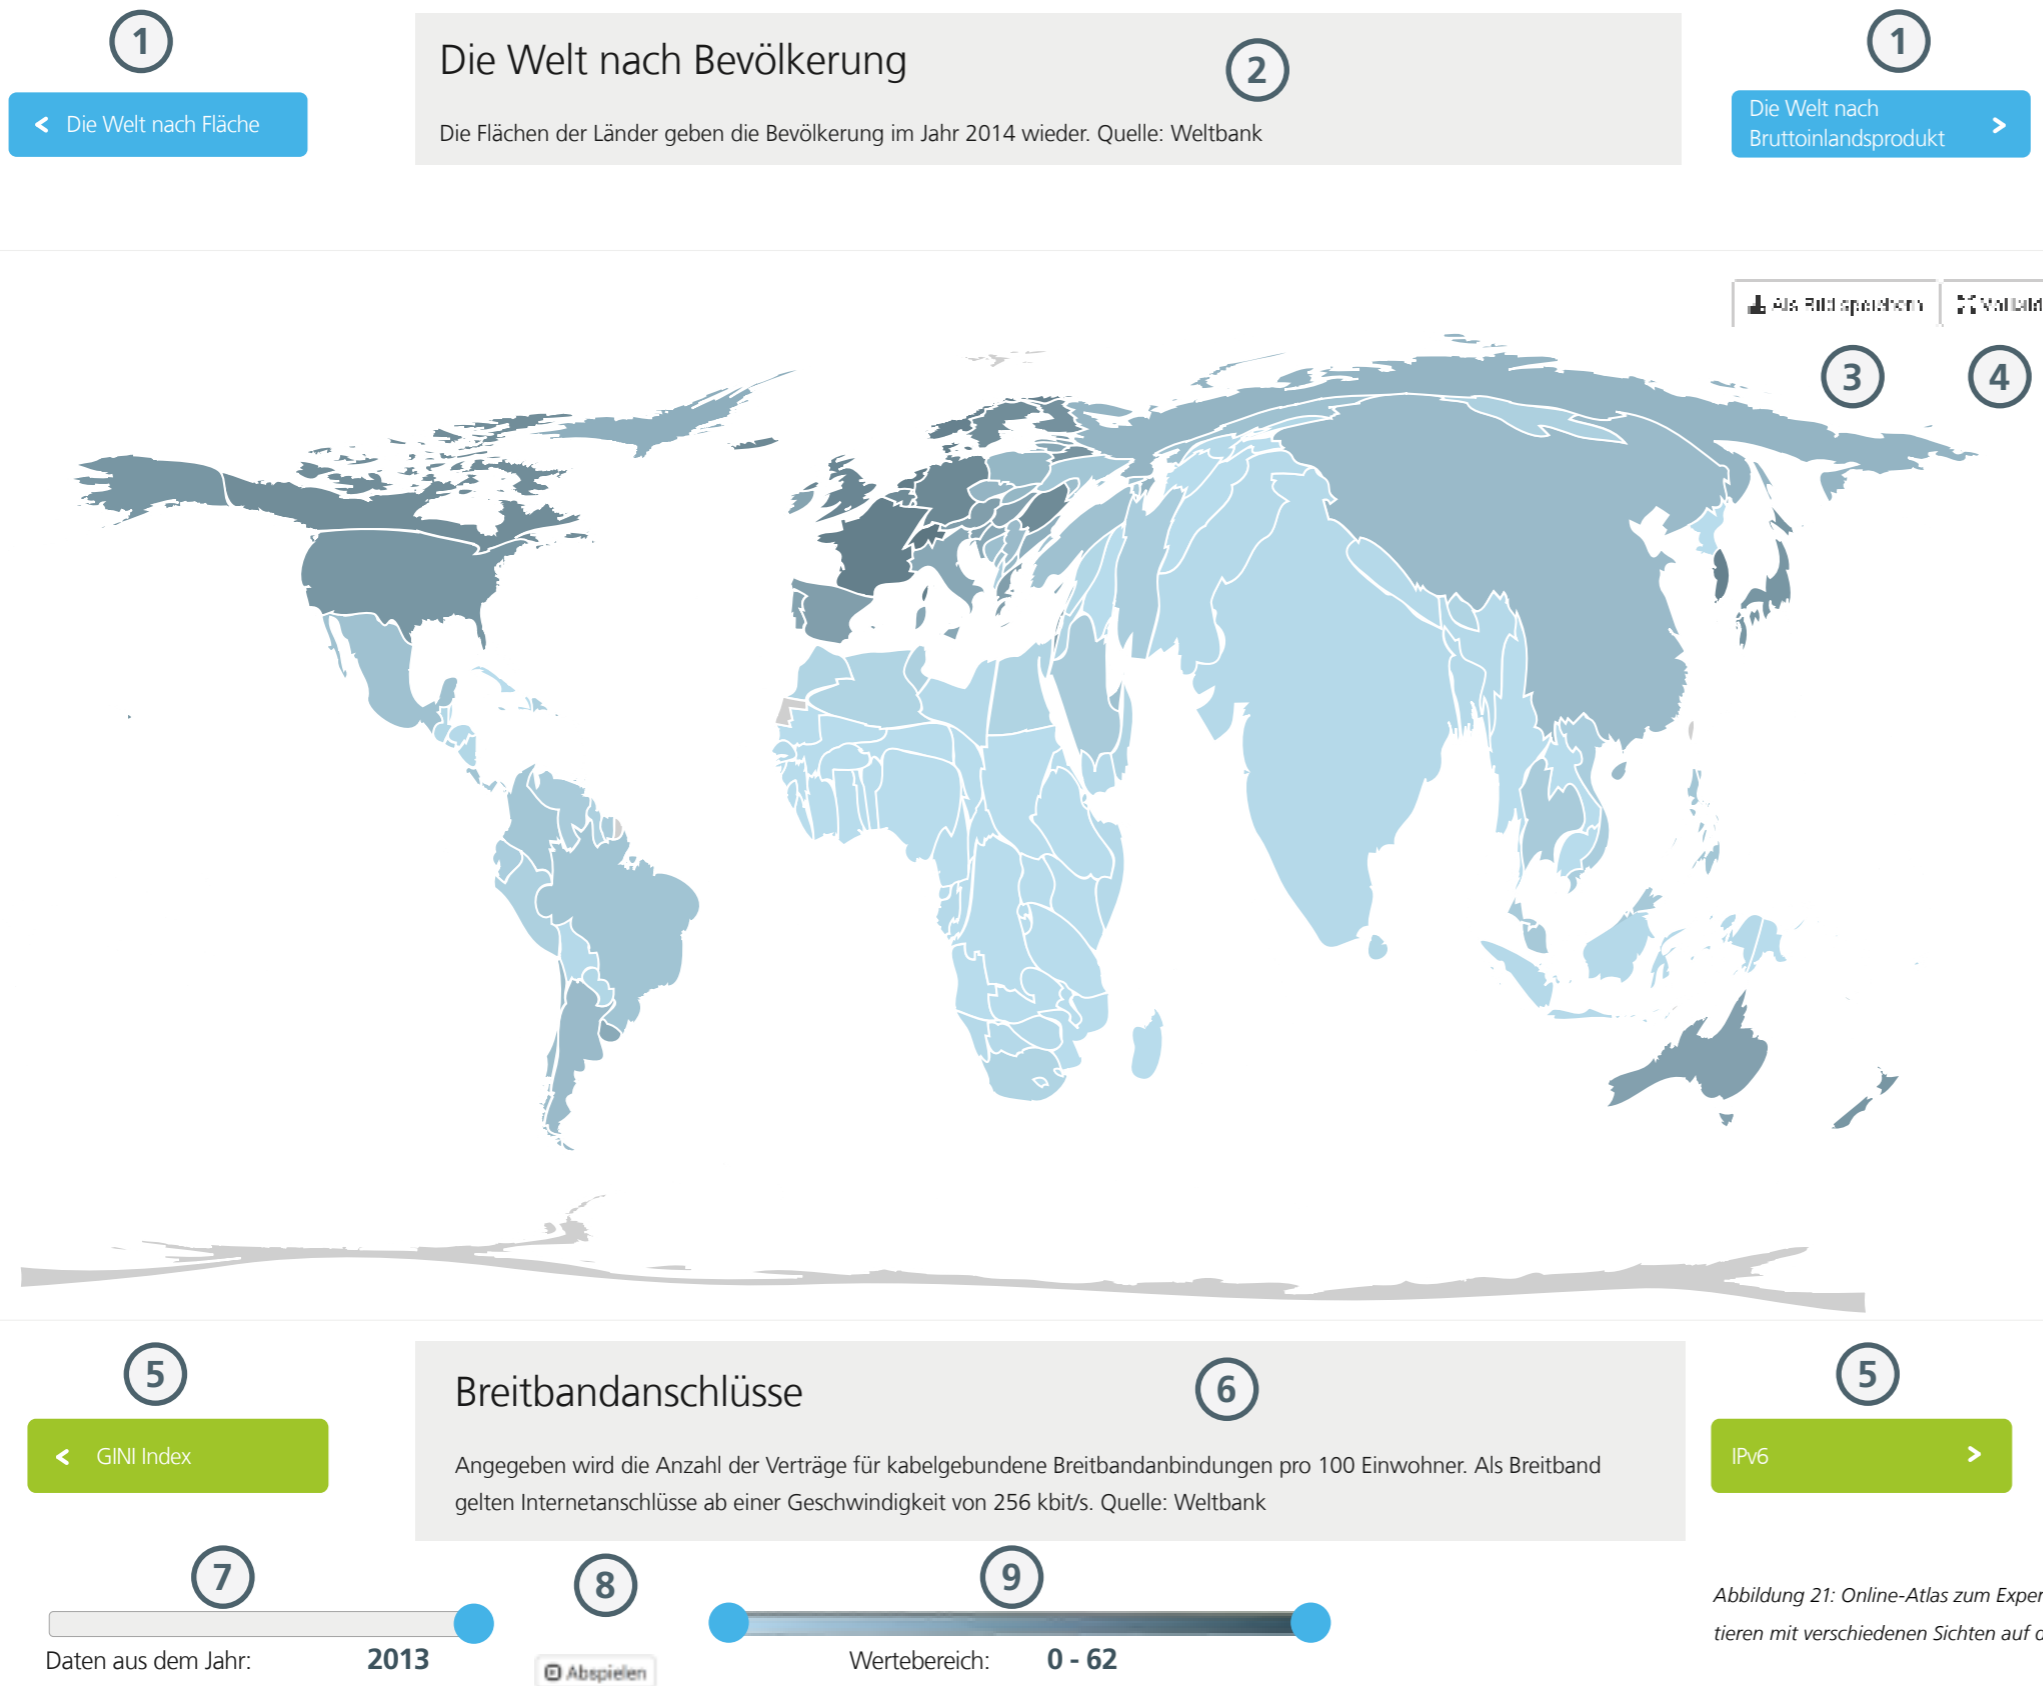 1
Die Welt nach Bevölkerung
2
1
< Die Welt nach Fläche
Die Flächen der Länder geben die Bevölkerung im Jahr 2014 wieder. Quelle: Weltbank
Die Welt nach
Bruttoinlandsprodukt >
Als Bild speichern
Vollbild
3
4
5
Breitbandanschlüsse
6
5
< GINI Index
Angegeben wird die Anzahl der Verträge für kabelgebundene Breitbandanbindungen pro 100 Einwohner. Als Breitband
gelten Internetanschlüsse ab einer Geschwindigkeit von 256 kbit/s. Quelle: Weltbank
IPv6 >
7
8
9
Daten aus dem Jahr: 2013
Abspielen
Wertebereich: 0 - 62
Abbildung 21: Online-Atlas zum Exper
tieren mit verschiedenen Sichten auf